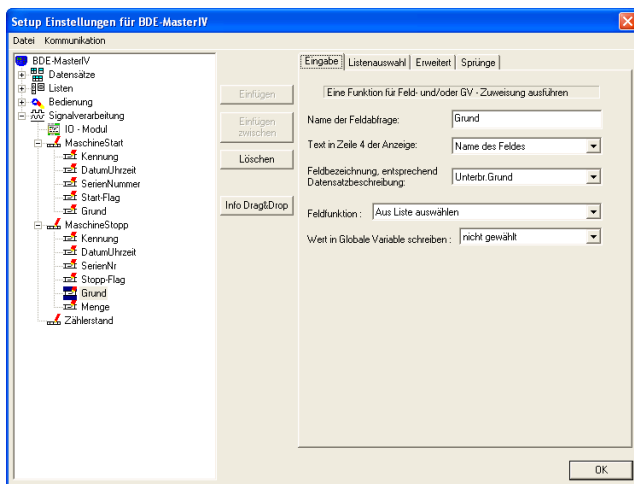 Setup Einstellungen für BDE-MasterIV
Datei Kommunikation
BDE-MasterIV
Datensätze
Listen
Bedienung
Signalverarbeitung
IO - Modul
MaschineStart
Kennung
DatumUhrzeit
SerienNummer
Start-Flag
Grund
MaschineStopp
Kennung
DatumUhrzeit
SerienNr
Stopp-Flag
Grund
Menge
Zählerstand
Einfügen
Einfügen
zwischen
Löschen
Info Drag&Drop
Eingabe Listenauswahl Erweitert Sprünge
Eine Funktion für Feld- und/oder GV - Zuweisung ausführen
Name der Feldabfrage: Grund
Text in Zeile 4 der Anzeige: Name des Feldes
Feldbezeichnung, entsprechend
Datensatzbeschreibung: Unterbr.Grund
Feldfunktion : Aus Liste auswählen
Wert in Globale Variable schreiben : nicht gewählt
OK